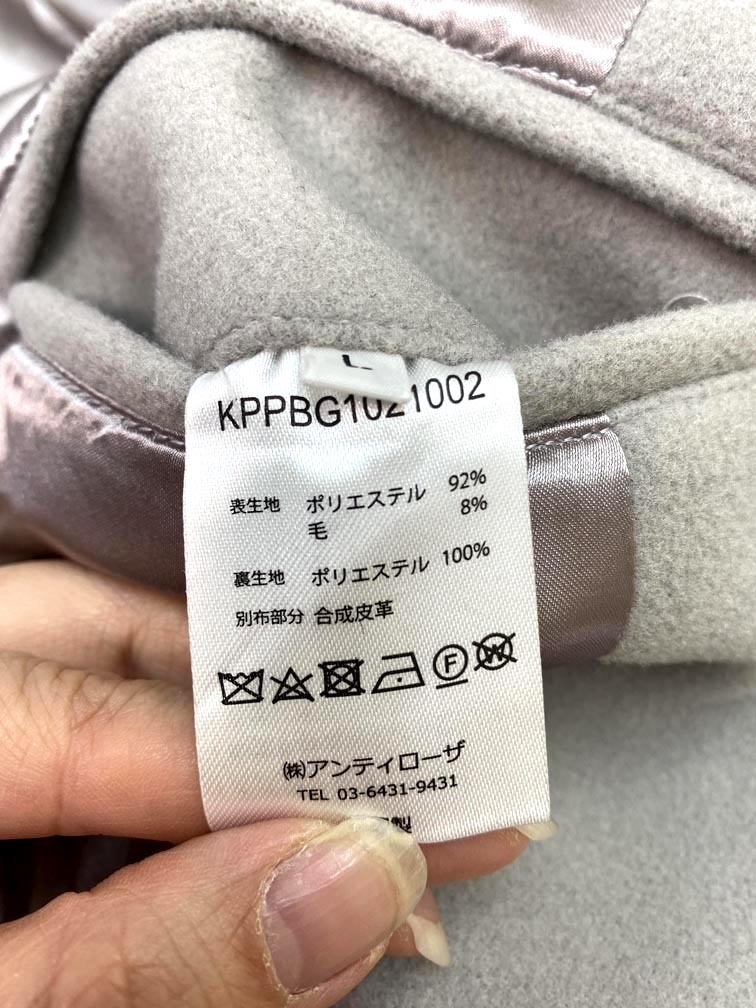 L
KPPBG1021002
表生地 ポリエステル 92%
毛 8%
裏生地 ポリエステル 100%
別布部分 合成皮革
F W
㈱アンティローザ
TEL 03-6431-9431
製